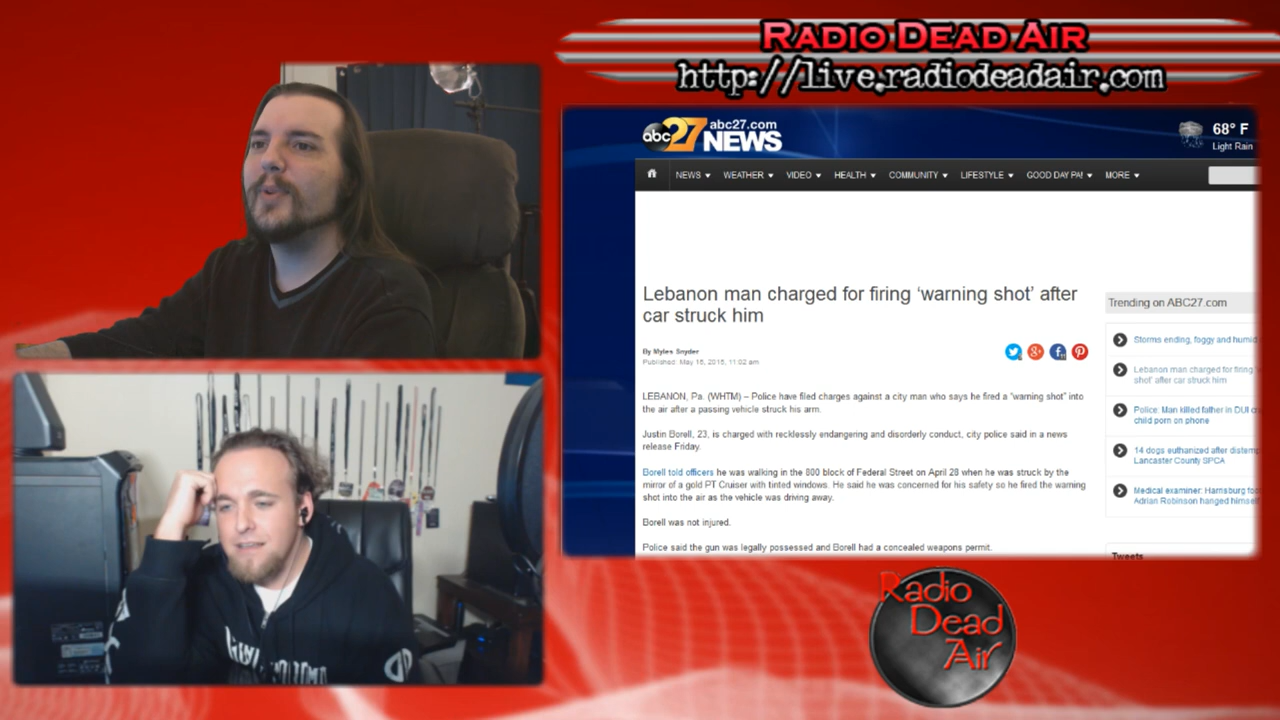 RADIO DEAD AIR
http://live.radiodeadair.com
abc 27 abc27.com
NEWS
68° F
Light Rain
NEWS WEATHER VIDEO HEALTH COMMUNITY LIFESTYLE GOOD DAY PA! MORE
Lebanon man charged for firing ‘warning shot’ after
car struck him
By Myles Snyder
Published: May 15, 2015, 11:02 am
LEBANON, Pa. (WHTM) – Police have filed charges against a city man who says he fired a “warning shot” into
the air after a passing vehicle struck his arm.
Justin Borell, 23, is charged with recklessly endangering and disorderly conduct, city police said in a news
release Friday.
Borell told officers he was walking in the 800 block of Federal Street on April 28 when he was struck by the
mirror of a gold PT Cruiser with tinted windows. He said he was concerned for his safety so he fired the warning
shot into the air as the vehicle was driving away.
Borell was not injured.
Police said the gun was legally possessed and Borell had a concealed weapons permit.
Trending on ABC27.com
Storms ending, foggy and humid
Lebanon man charged for firing
shot’ after car struck him
Police: Man killed father in DUI
child porn on phone
14 dogs euthanized after
Lancaster County SPCA
Medical examiner: Harrisburg
Adrian Robinson hanged
Tweets
Radio
Dead
Air